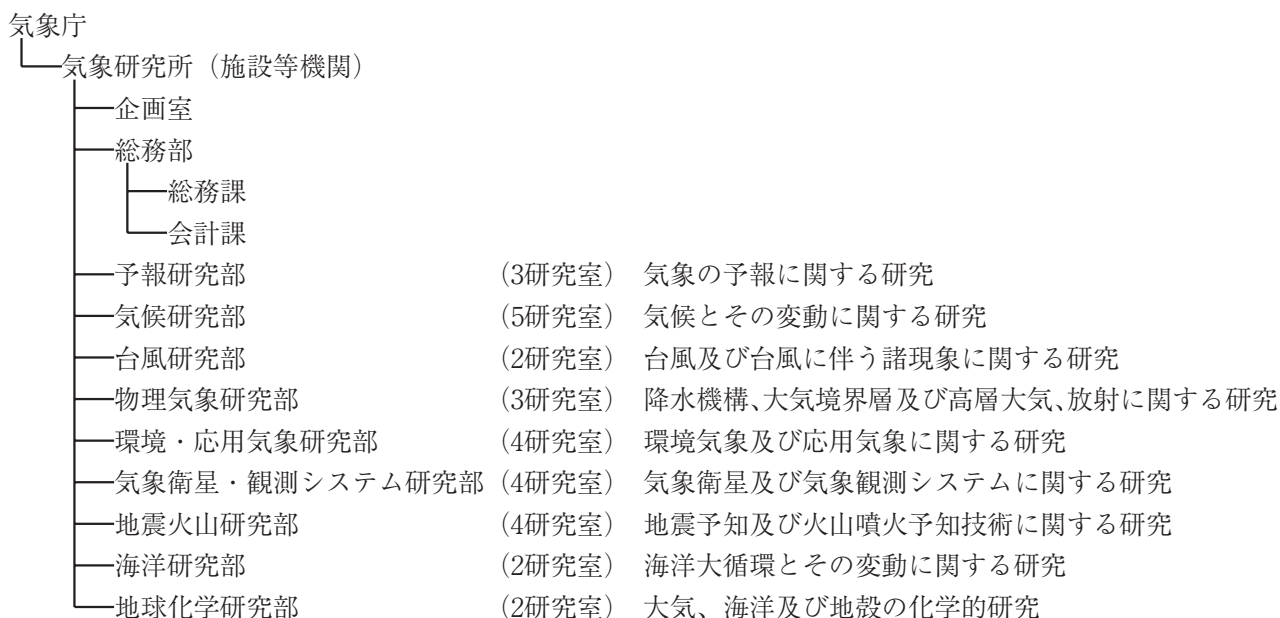 気象庁
気象研究所（施設等機関）
企画室
総務部
総務課
会計課
予報研究部 （3研究室） 気象の予報に関する研究
気候研究部 （5研究室） 気候とその変動に関する研究
台風研究部 （2研究室） 台風及び台風に伴う諸現象に関する研究
物理気象研究部 （3研究室） 降水機構、大気境界層及び高層大気、放射に関する研究
環境・応用気象研究部 （4研究室） 環境気象及び応用気象に関する研究
気象衛星・観測システム研究部 （4研究室） 気象衛星及び気象観測システムに関する研究
地震火山研究部 （4研究室） 地震予知及び火山噴火予知技術に関する研究
海洋研究部 （2研究室） 海洋大循環とその変動に関する研究
地球化学研究部 （2研究室） 大気、海洋及び地殻の化学的研究